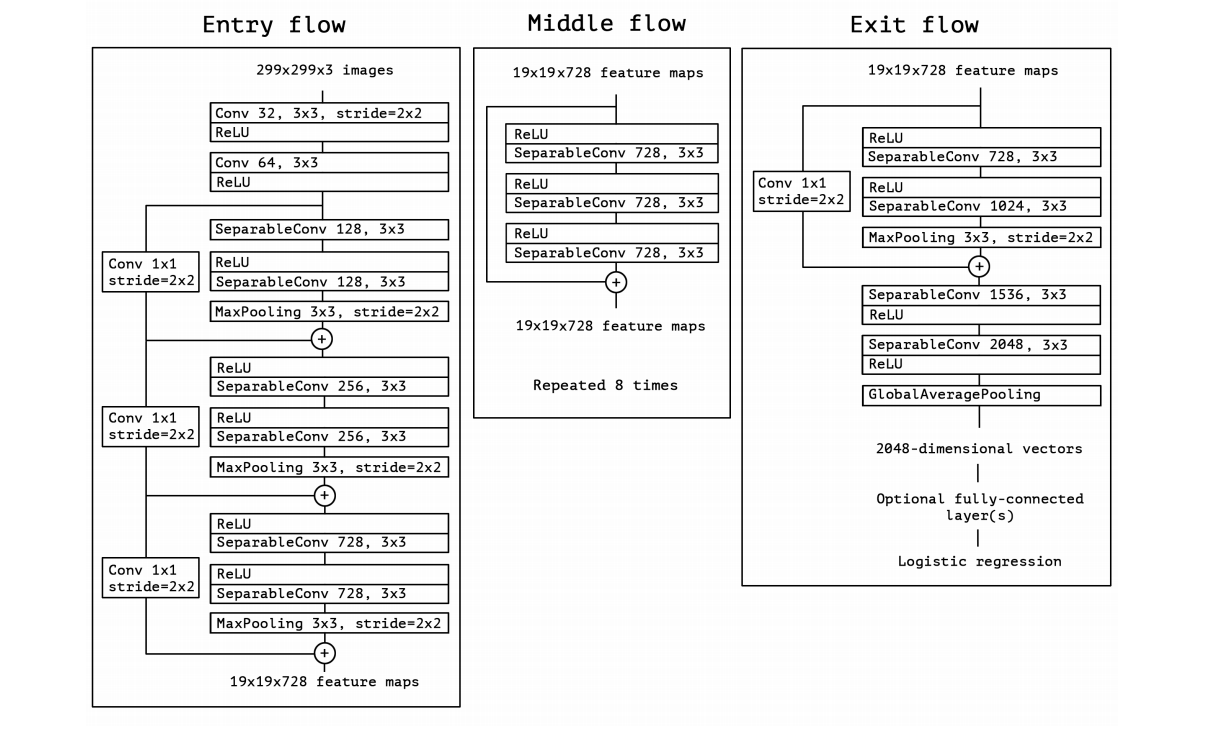 Entry flow
299x299x3 images
Conv 32, 3x3, stride=2x2
ReLU
Conv 64, 3x3
ReLU
SeparableConv 128, 3x3
Conv 1x1
stride=2x2
ReLU
SeparableConv 128, 3x3
MaxPooling 3x3, stride=2x2
+
ReLU
SeparableConv 256, 3x3
Conv 1x1
stride=2x2
ReLU
SeparableConv 256, 3x3
MaxPooling 3x3, stride=2x2
+
ReLU
SeparableConv 728, 3x3
Conv 1x1
stride=2x2
ReLU
SeparableConv 728, 3x3
MaxPooling 3x3, stride=2x2
+
19x19x728 feature maps
Middle flow
19x19x728 feature maps
ReLU
SeparableConv 728, 3x3
ReLU
SeparableConv 728, 3x3
ReLU
SeparableConv 728, 3x3
+
19x19x728 feature maps
Repeated 8 times
Exit flow
19x19x728 feature maps
ReLU
SeparableConv 728, 3x3
Conv 1x1
stride=2x2
ReLU
SeparableConv 1024, 3x3
MaxPooling 3x3, stride=2x2
+
SeparableConv 1536, 3x3
ReLU
SeparableConv 2048, 3x3
ReLU
GlobalAveragePooling
2048-dimensional vectors
Optional fully-connected
layer(s)
Logistic regression